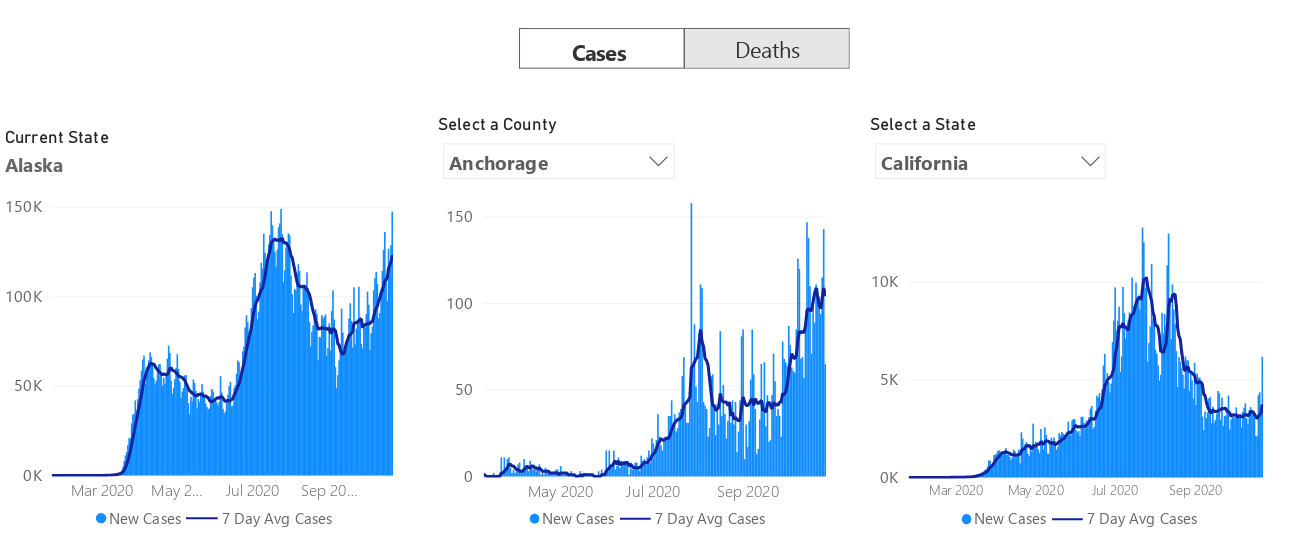 Cases Deaths
Current State
Alaska
150K
100K
50K
0K
Mar 2020 May 2... Jul 2020 Sep 20...
New Cases 7 Day Avg Cases
Select a County
Anchorage
150
100
50
0
May 2020 Jul 2020 Sep 2020
New Cases 7 Day Avg Cases
Select a State
California
10K
5K
0K
Mar 2020 May 2020 Jul 2020 Sep 2020
New Cases 7 Day Avg Cases